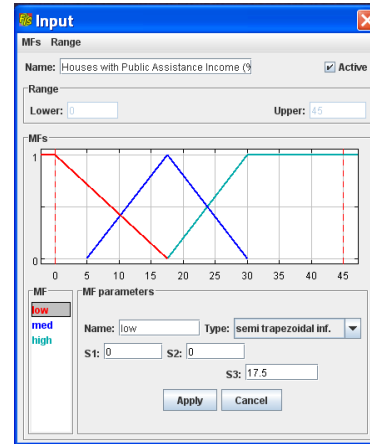 Input
MFs Range
Name: Houses with Public Assistance Income (% Active
Range
Lower: 0 Upper: 45
MFs
1
0
0 5 10 15 20 25 30 35 40 45
MF MF parameters
low
med
high
Name: low Type: semi trapezoidal inf.
S1: 0 S2: 0
S3: 17.5
Apply Cancel